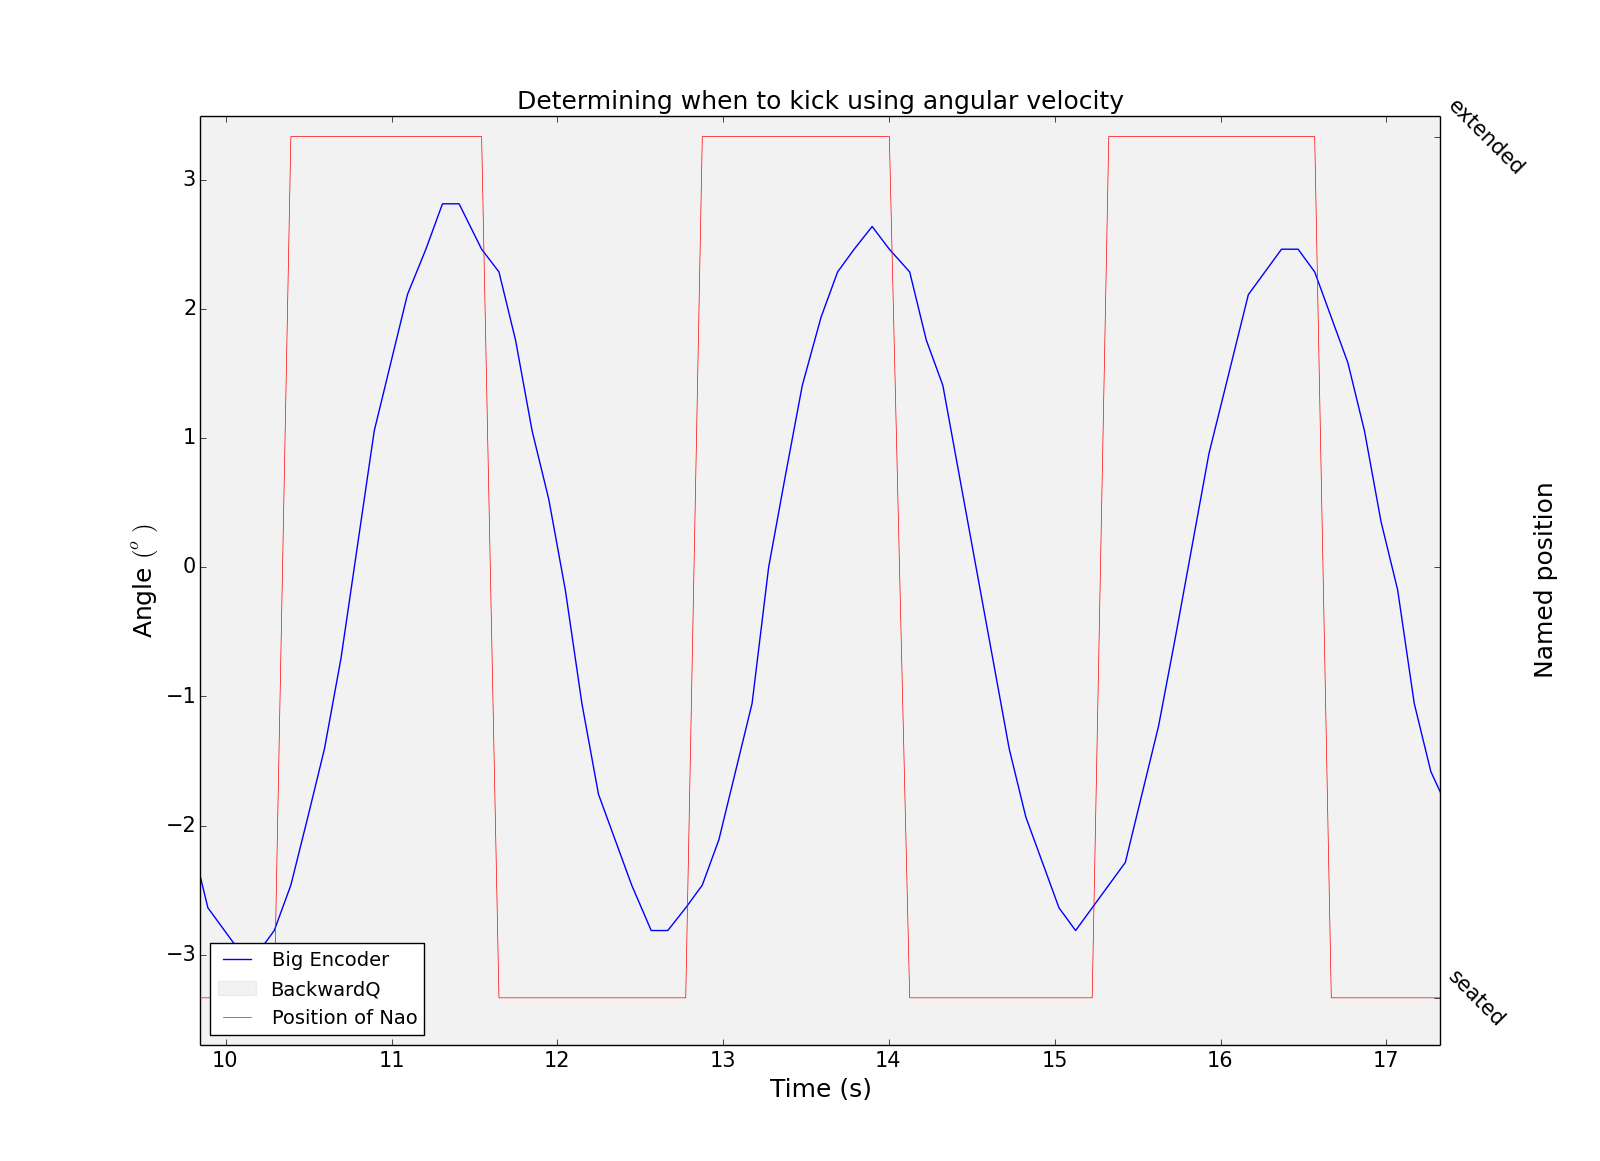 Determining when to kick using angular velocity
extended
3
2
1
0
−1
−2
−3
Angle (°)
Named position
seated
Big Encoder
BackwardQ
Position of Nao
10 11 12 13 14 15 16 17
Time (s)